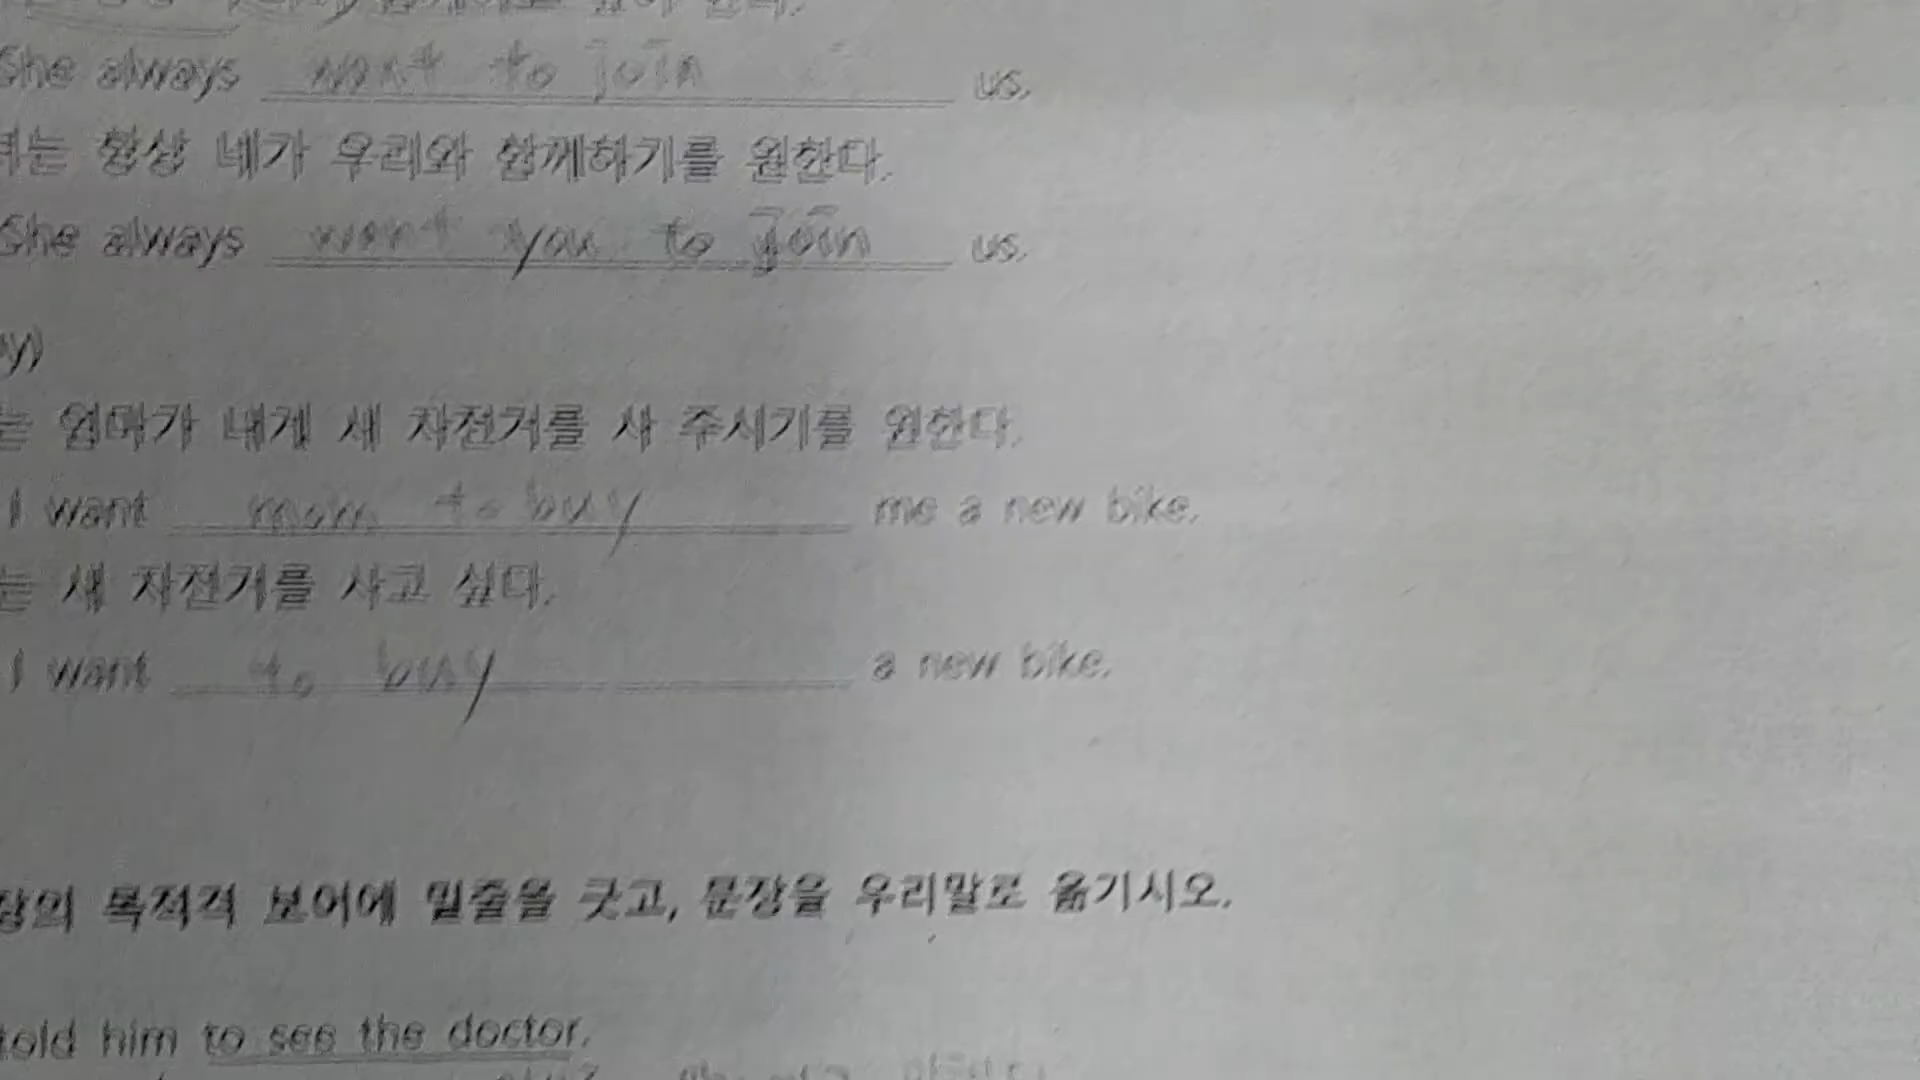 She always want to join us.
는 항상 네가 우리와 함께하기를 원한다.
She always want you to join us.
는 엄마가 내게 새 자전거를 사 주시기를 원한다.
I want mom to buy me a new bike.
는 새 자전거를 사고 싶다.
I want to buy a new bike.
장의 목적격 보어에 밑줄을 긋고, 문장을 우리말로 옮기시오.
told him to see the doctor.